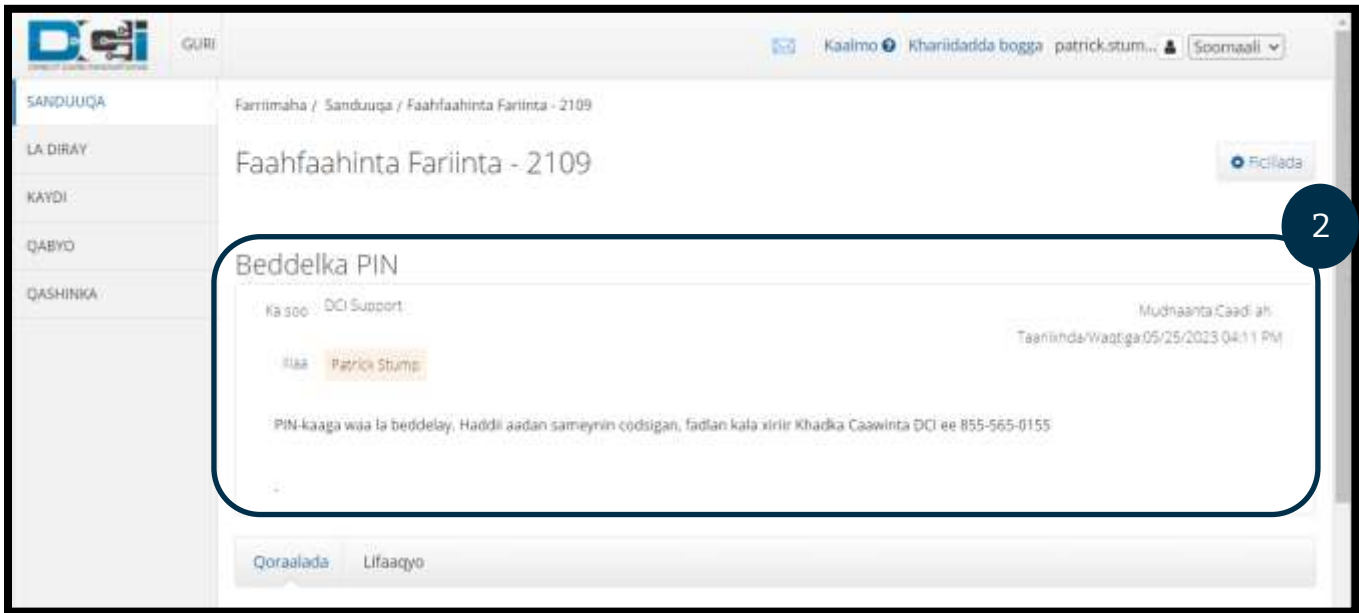 DCi
GURI
Kaalmo Khariidadda bogga patrick.stum... Soomaali
SANDUUQA
LA DIRAY
KAYDI
QABYO
QASHINKA
Farriimaha / Sanduuqa / Faahfaahinta Fariinta - 2109
Faahfaahinta Fariinta - 2109
Ficillada
2
Beddelka PIN
Ka soo DCI Support
Mudnaanta:Caadi ah
Taariikhda/Waqtiga:05/25/2023 04:11 PM
Patrick Stump
PIN-kaaga waa la beddelay. Haddii aadan sameynin codsigan, fadlan kala xiriir Khadka Caawinta DCI ee 855-565-0155
.
Qoraalada Lifaaqyo